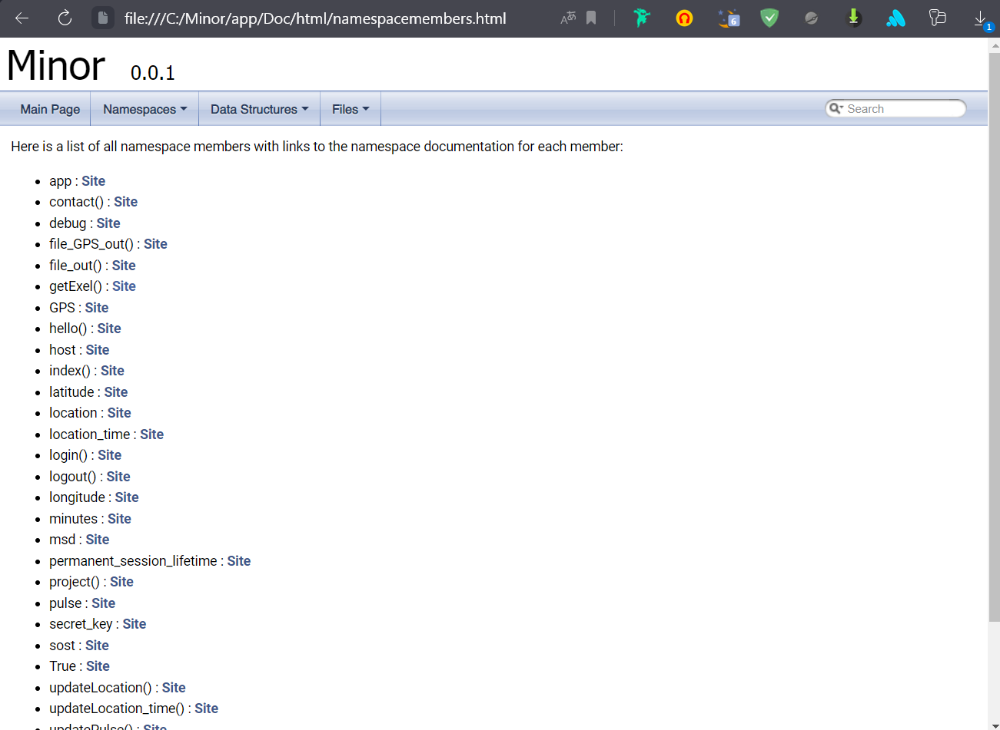 file:///C:/Minor/app/Doc/html/namespacemembers.html
6
1
Minor 0.0.1
Main Page Namespaces Data Structures Files Search
Here is a list of all namespace members with links to the namespace documentation for each member:
app : Site
contact() : Site
debug : Site
file_GPS_out() : Site
file_out() : Site
getExel() : Site
GPS : Site
hello() : Site
host : Site
index() : Site
latitude : Site
location : Site
location_time : Site
login() : Site
logout() : Site
longitude : Site
minutes : Site
msd : Site
permanent_session_lifetime : Site
project() : Site
pulse : Site
secret_key : Site
sost : Site
True : Site
updateLocation() : Site
updateLocation_time() : Site
updatePulse() : Site